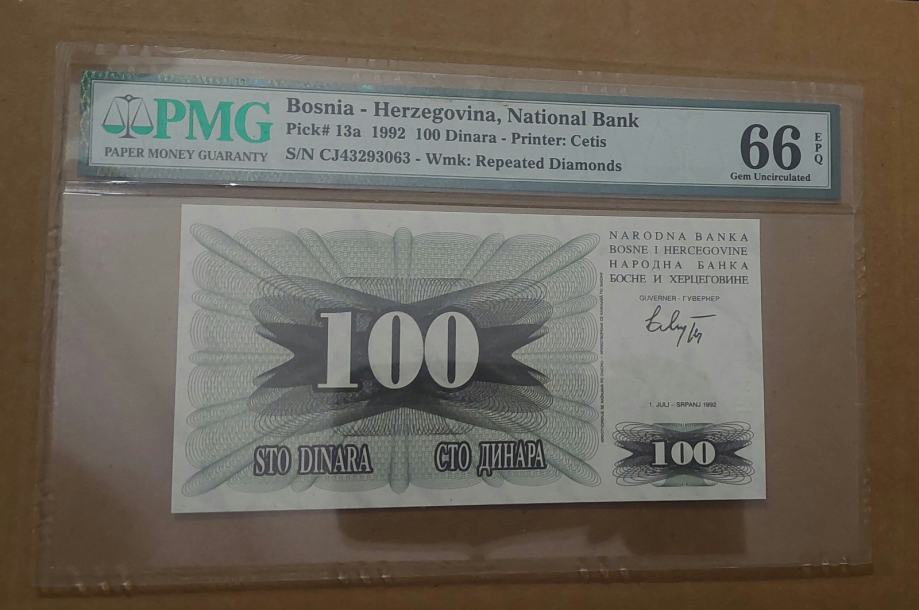 PMG
PAPER MONEY GUARANTY
Bosnia - Herzegovina, National Bank
Pick# 13a 1992 100 Dinara - Printer: Cetis
S/N CJ43293063 - Wmk: Repeated Diamonds
66
EPQ
Gem Uncirculated
NARODNA BANKA
BOSNE I HERCEGOVINE
НАРОДНА БАНКА
БОСНЕ И ХЕРЦЕГОВИНЕ
GUVERNER - ГУВЕРНЕР
100
1. JULI - SRPANJ 1992
STO DINARA
СТО ДИНАРА
100